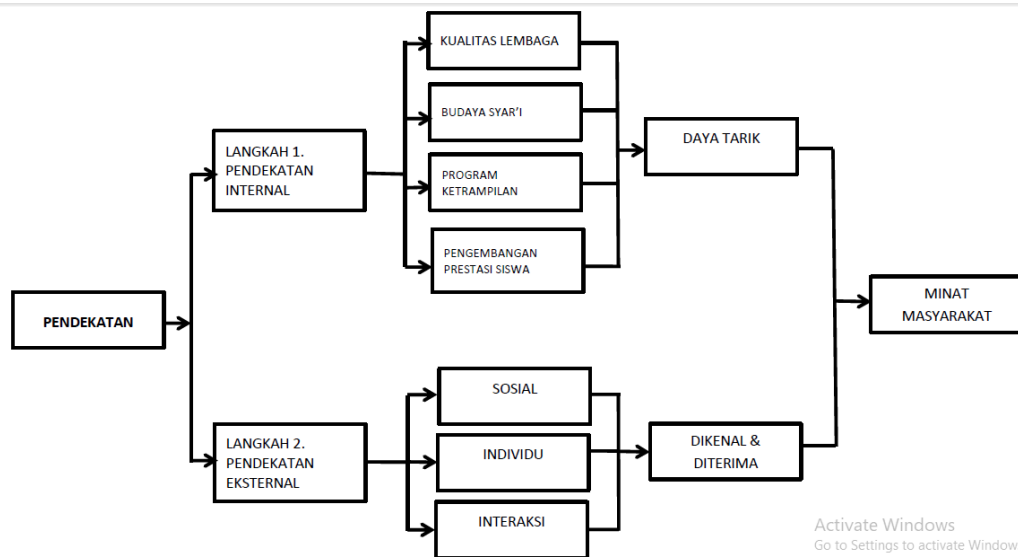 PENDEKATAN
LANGKAH 1.
PENDEKATAN
INTERNAL
KUALITAS LEMBAGA
BUDAYA SYAR'I
PROGRAM
KETRAMPILAN
PENGEMBANGAN
PRESTASI SISWA
DAYA TARIK
LANGKAH 2.
PENDEKATAN
EKSTERNAL
SOSIAL
INDIVIDU
INTERAKSI
DIKENAL &
DITERIMA
MINAT
MASYARAKAT
Activate Windows
Go to Settings to activate Window